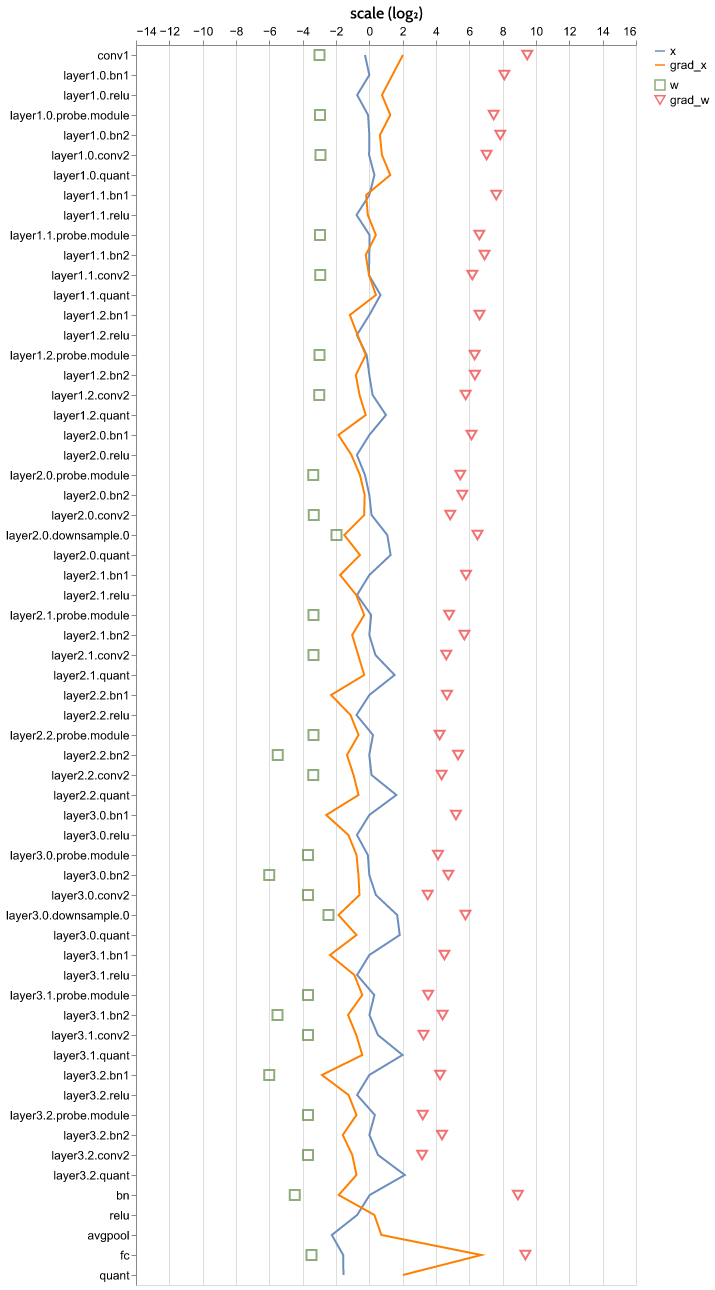 scale (log₂)
−14 −12 −10 −8 −6 −4 −2 0 2 4 6 8 10 12 14 16
x
grad_x
w
grad_w
conv1
layer1.0.bn1
layer1.0.relu
layer1.0.probe.module
layer1.0.bn2
layer1.0.conv2
layer1.0.quant
layer1.1.bn1
layer1.1.relu
layer1.1.probe.module
layer1.1.bn2
layer1.1.conv2
layer1.1.quant
layer1.2.bn1
layer1.2.relu
layer1.2.probe.module
layer1.2.bn2
layer1.2.conv2
layer1.2.quant
layer2.0.bn1
layer2.0.relu
layer2.0.probe.module
layer2.0.bn2
layer2.0.conv2
layer2.0.downsample.0
layer2.0.quant
layer2.1.bn1
layer2.1.relu
layer2.1.probe.module
layer2.1.bn2
layer2.1.conv2
layer2.1.quant
layer2.2.bn1
layer2.2.relu
layer2.2.probe.module
layer2.2.bn2
layer2.2.conv2
layer2.2.quant
layer3.0.bn1
layer3.0.relu
layer3.0.probe.module
layer3.0.bn2
layer3.0.conv2
layer3.0.downsample.0
layer3.0.quant
layer3.1.bn1
layer3.1.relu
layer3.1.probe.module
layer3.1.bn2
layer3.1.conv2
layer3.1.quant
layer3.2.bn1
layer3.2.relu
layer3.2.probe.module
layer3.2.bn2
layer3.2.conv2
layer3.2.quant
bn
relu
avgpool
fc
quant